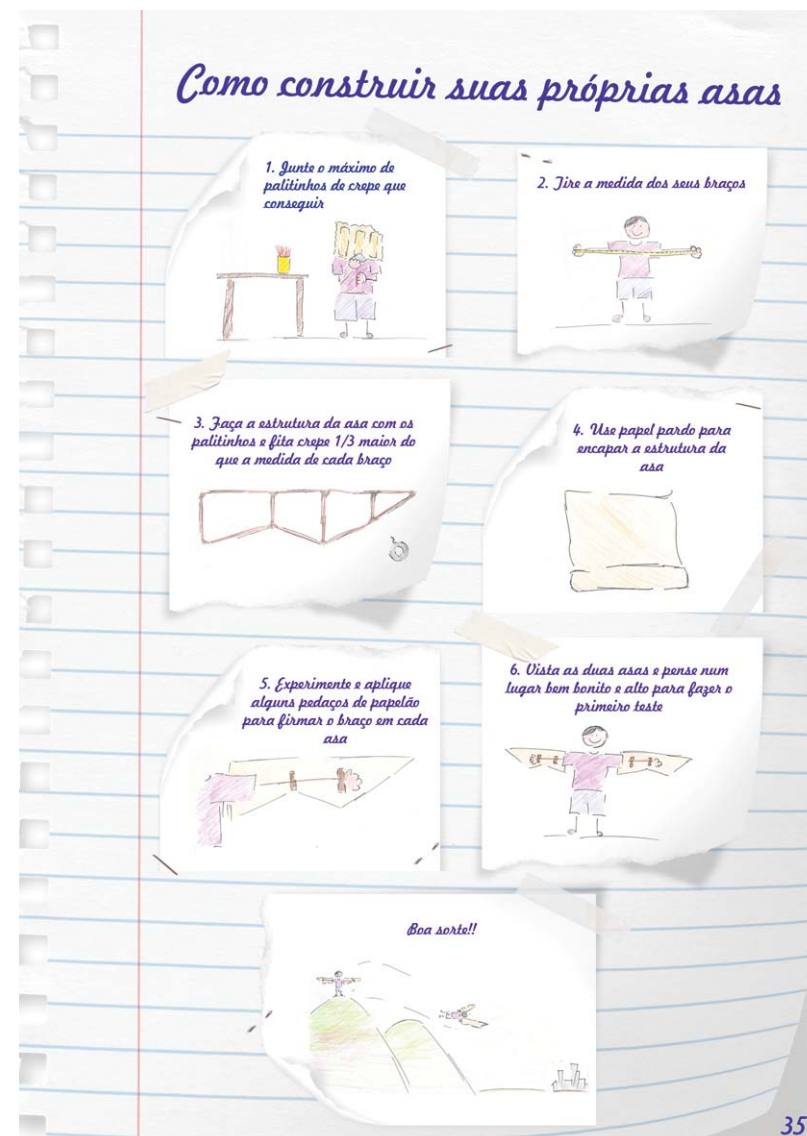 Como construir suas próprias asas
1. Junte o máximo de
palitinhos de crepe que
conseguir
2. Tire a medida dos seus braços
3. Faça a estrutura da asa com os
palitinhos e fita crepe 1/3 maior do
que a medida de cada braço
4. Use papel pardo para
encapar a estrutura da
asa
5. Experimente e aplique
alguns pedaços de papelão
para firmar o braço em cada
asa
6. Vista as duas asas e pense num
lugar bem bonito e alto para fazer o
primeiro teste
Boa sorte!!
35